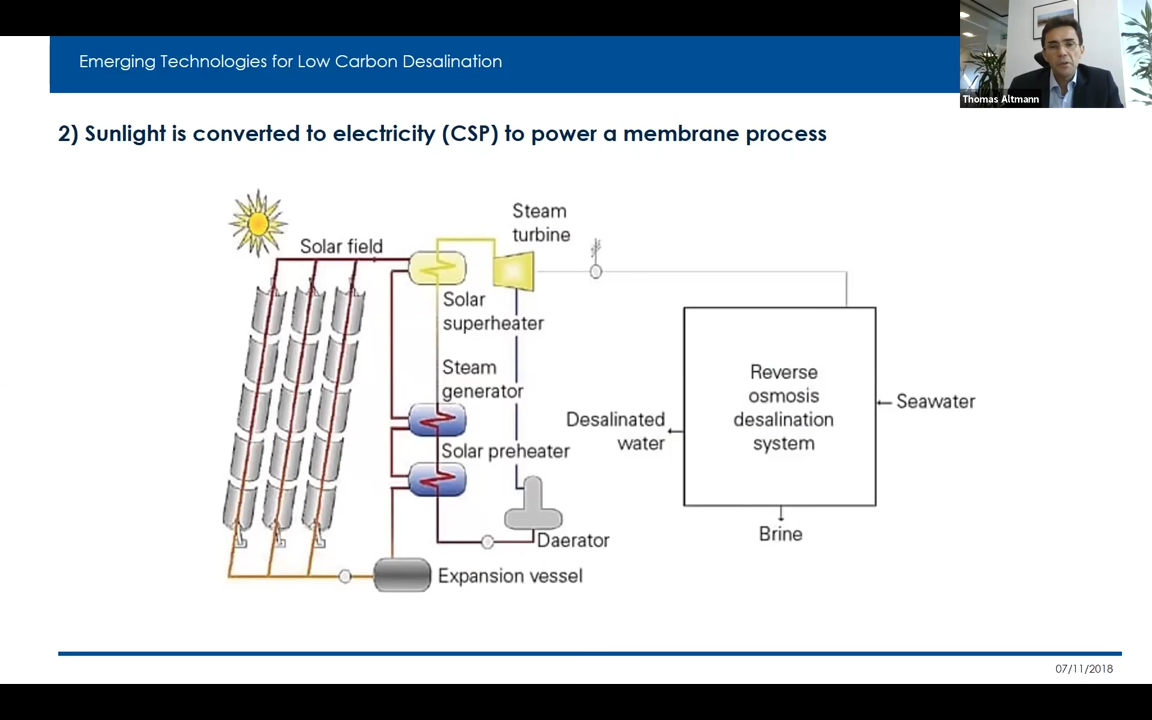 Emerging Technologies for Low Carbon Desalination
Thomas Altmann
2) Sunlight is converted to electricity (CSP) to power a membrane process
Steam
turbine
Solar field
Solar
superheater
Steam
generator
Solar preheater
Daerator
Expansion vessel
Reverse
osmosis
desalination
system
Desalinated
water
Seawater
Brine
07/11/2018